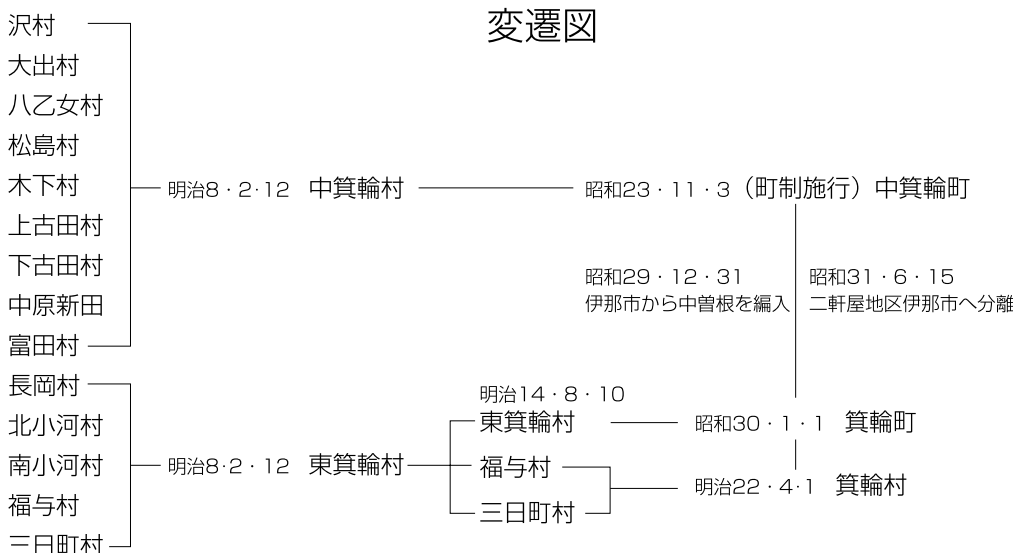 変遷図
沢村
大出村
八乙女村
松島村
木下村
上古田村
下古田村
中原新田
富田村
明治8・2・12 中箕輪村
昭和23・11・3（町制施行）中箕輪町
昭和29・12・31
伊那市から中曽根を編入
昭和31・6・15
二軒屋地区伊那市へ分離
長岡村
北小河村
南小河村
福与村
三日町村
明治8・2・12 東箕輪村
明治14・8・10
東箕輪村
福与村
三日町村
昭和30・1・1 箕輪町
明治22・4・1 箕輪村